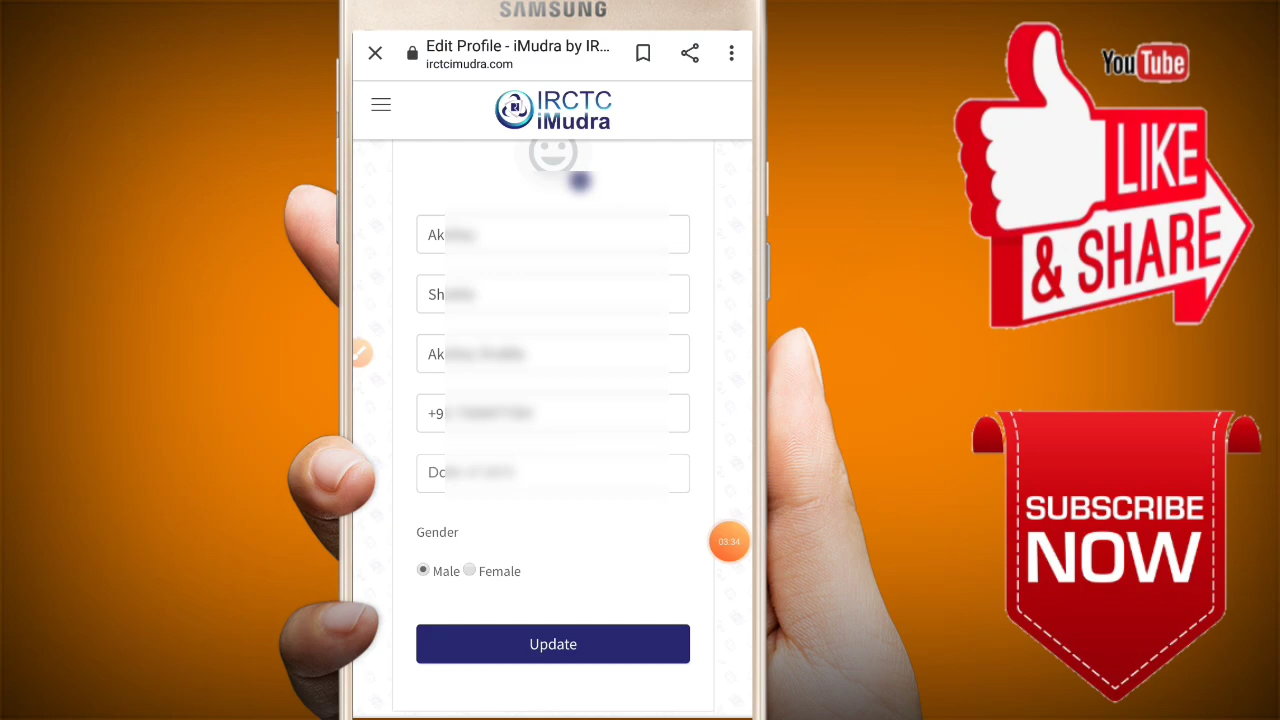 SAMSUNG
Edit Profile - iMudra by IR...
irctcimudra.com
IRCTC
iMudra
Ak
Sh
Ak
+9
Gender
Male Female
03:34
Update
YouTube
LIKE
& SHARE
SUBSCRIBE
NOW